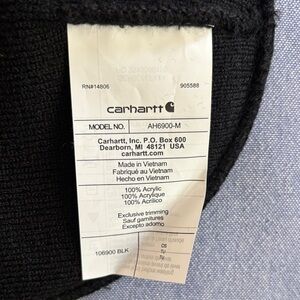 RN#14806 905588
carhartt
MODEL NO. AH6900-M
Carhartt, Inc. P.O. Box 600
Dearborn, MI 48121 USA
carhartt.com
Made in Vietnam
Fabriqué au Vietnam
Hecho en Vietnam
100% Acrylic
100% Acrylique
100% Acrílico
Exclusive trimming
Sauf garnitures
Excepto adorno
106900 BLK